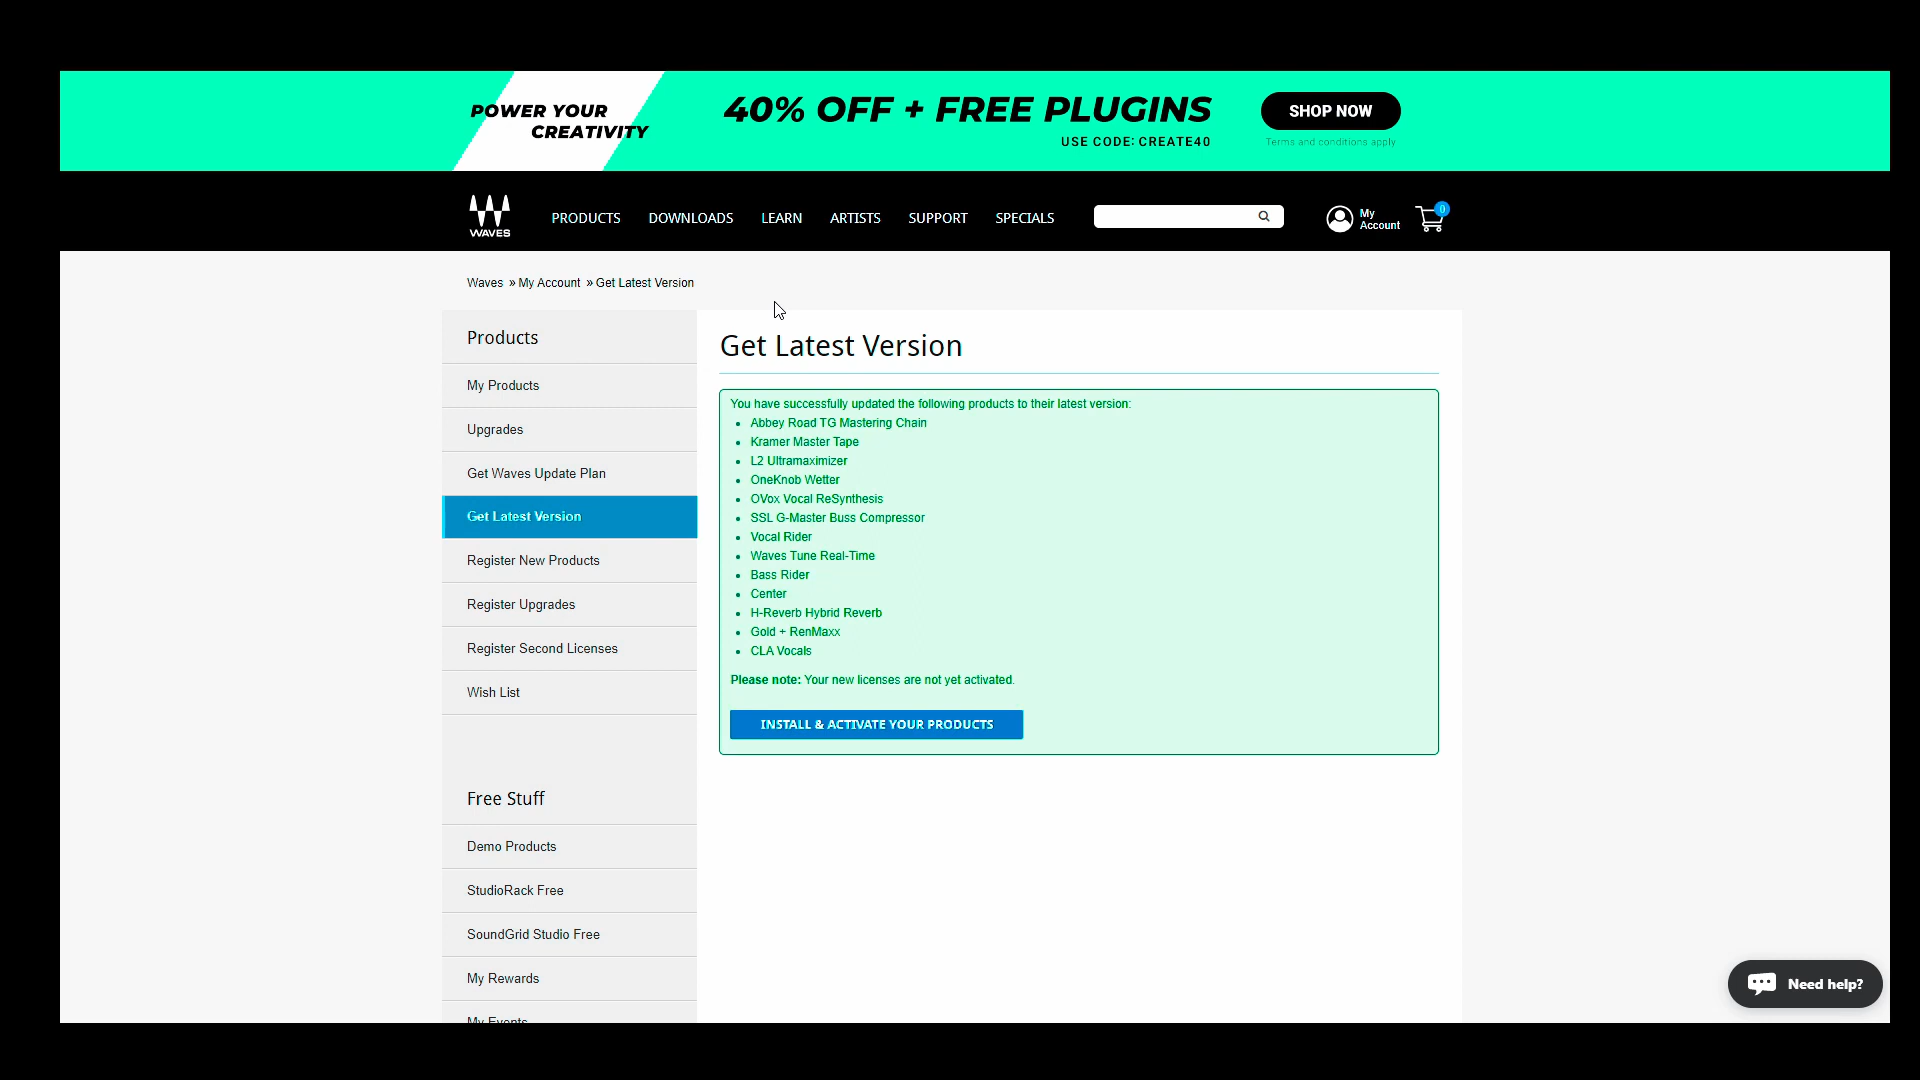 POWER YOUR
CREATIVITY
40% OFF + FREE PLUGINS
USE CODE: CREATE40
SHOP NOW
Terms and conditions apply
WAVES
PRODUCTS DOWNLOADS LEARN ARTISTS SUPPORT SPECIALS
My
Account
0
Waves » My Account » Get Latest Version
Products
My Products
Upgrades
Get Waves Update Plan
Get Latest Version
Register New Products
Register Upgrades
Register Second Licenses
Wish List
Free Stuff
Demo Products
StudioRack Free
SoundGrid Studio Free
My Rewards
My Events
Get Latest Version
You have successfully updated the following products to their latest version:
• Abbey Road TG Mastering Chain
• Kramer Master Tape
• L2 Ultramaximizer
• OneKnob Wetter
• OVox Vocal ReSynthesis
• SSL G-Master Buss Compressor
• Vocal Rider
• Waves Tune Real-Time
• Bass Rider
• Center
• H-Reverb Hybrid Reverb
• Gold + RenMaxx
• CLA Vocals
Please note: Your new licenses are not yet activated.
INSTALL & ACTIVATE YOUR PRODUCTS
Need help?